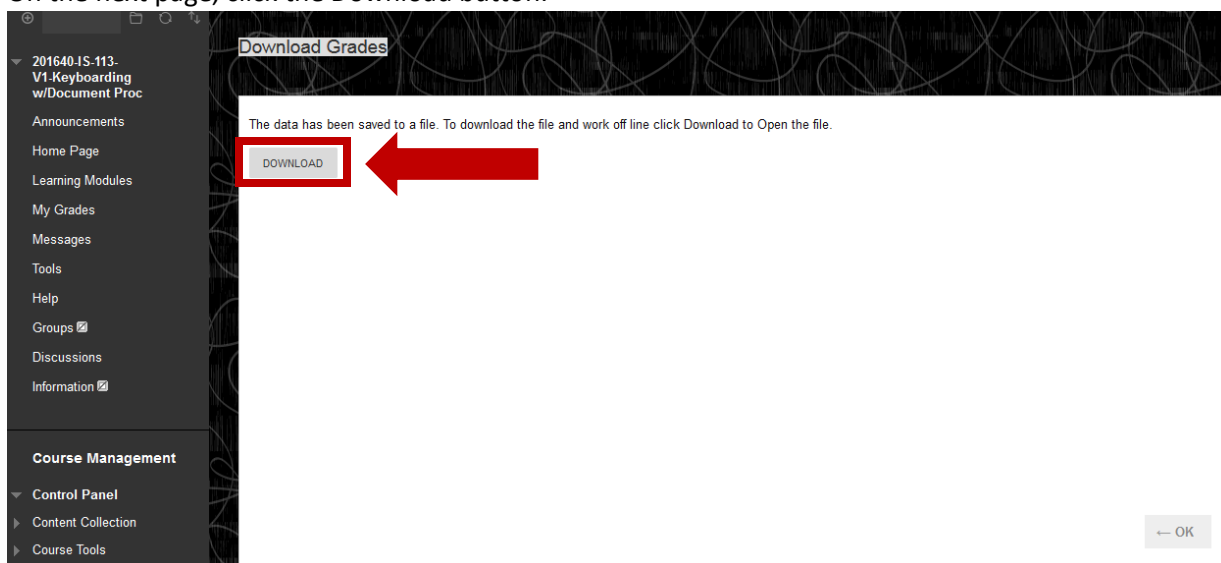 On the next page, click the Download button.
201640-IS-113-
V1-Keyboarding
w/Document Proc
Announcements
Home Page
Learning Modules
My Grades
Messages
Tools
Help
Groups
Discussions
Information
Course Management
Control Panel
Content Collection
Course Tools
Download Grades
The data has been saved to a file. To download the file and work off line click Download to Open the file.
DOWNLOAD
← OK